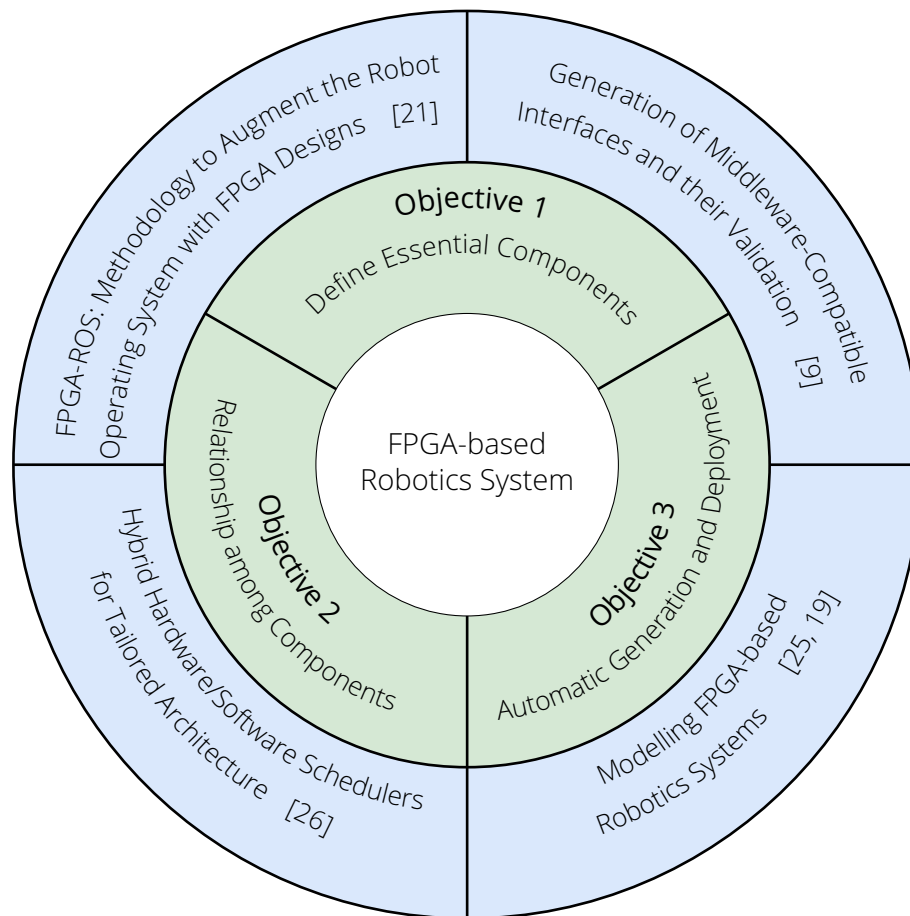 FPGA-ROS: Methodology to Augment the Robot
Operating System with FPGA Designs [21]
Generation of Middleware-Compatible
Interfaces and their Validation [9]
Objective 1
Define Essential Components
FPGA-based
Robotics System
Objective 2
Relationship among Components
Objective 3
Automatic Generation and Deployment
Hybrid Hardware/Software Schedulers
for Tailored Architecture [26]
Modelling FPGA-based
Robotics Systems [25, 19]